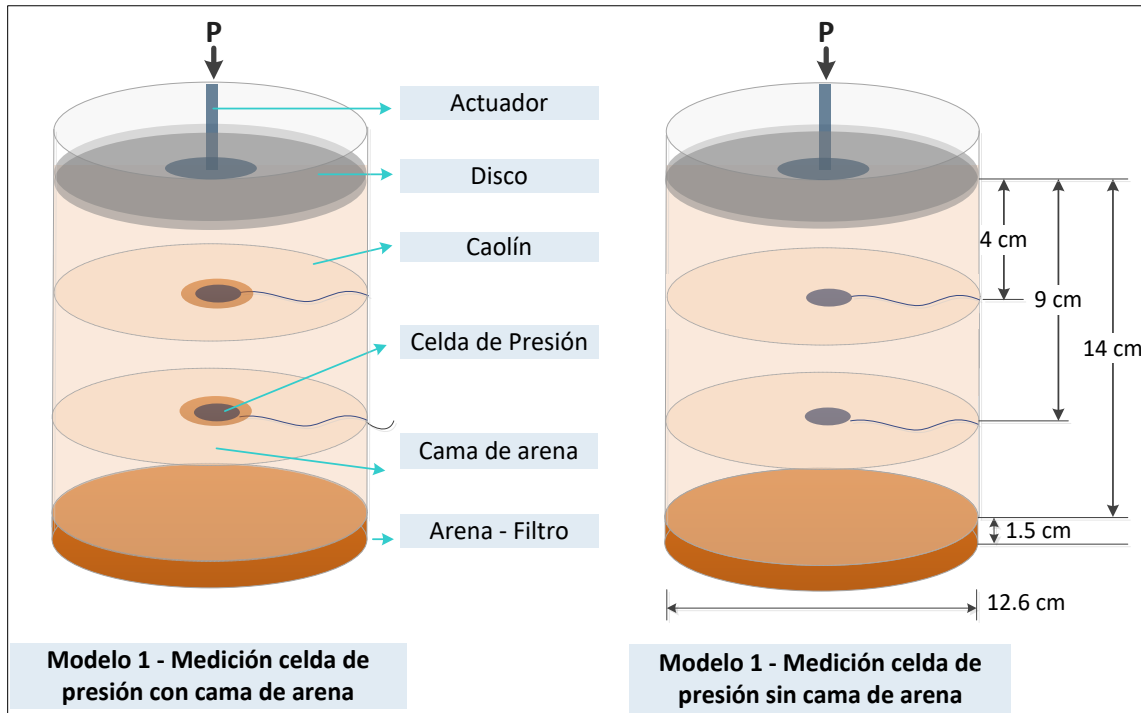 P
Actuador
Disco
Caolín
Celda de Presión
Cama de arena
Arena - Filtro
Modelo 1 - Medición celda de
presión con cama de arena
P
4 cm
9 cm
14 cm
1.5 cm
12.6 cm
Modelo 1 - Medición celda de
presión sin cama de arena